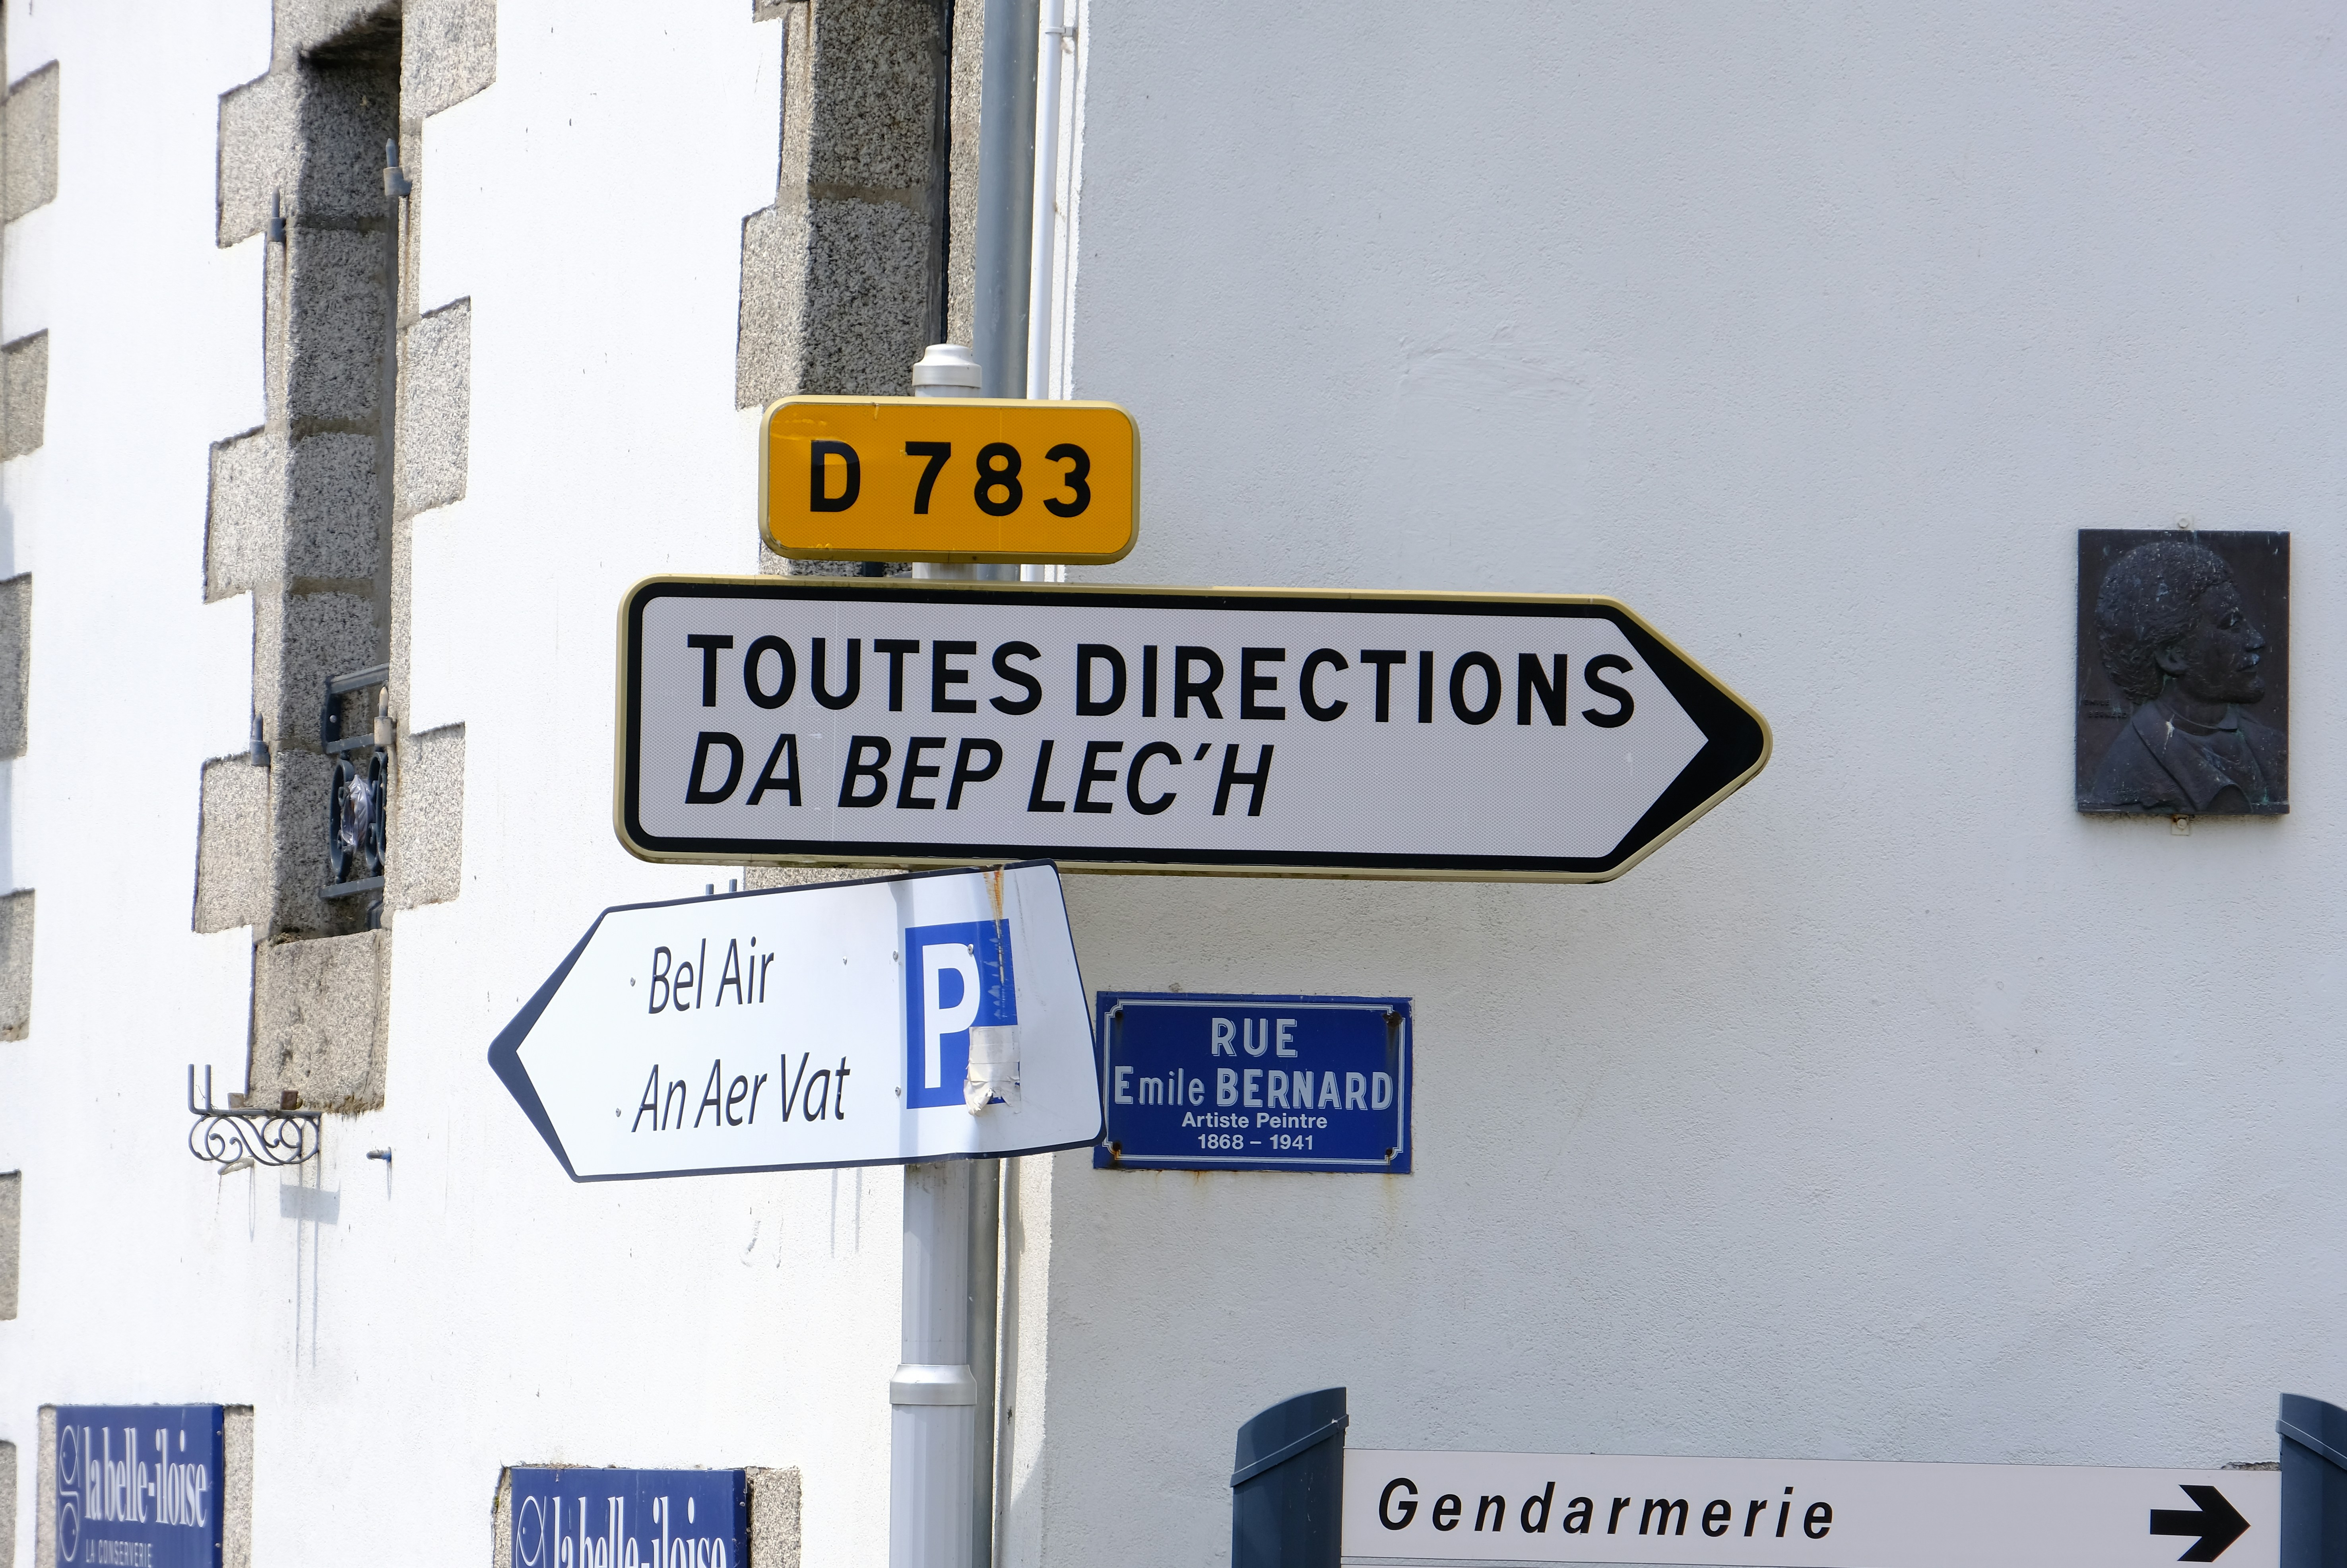 D 783
TOUTES DIRECTIONS
DA BEP LEC'H
Bel Air
An Aer Vat
P
RUE
Emile BERNARD
Artiste Peintre
1868 – 1941
la belle-iloise
LA CONSERVERIE
la belle-iloise
Gendarmerie